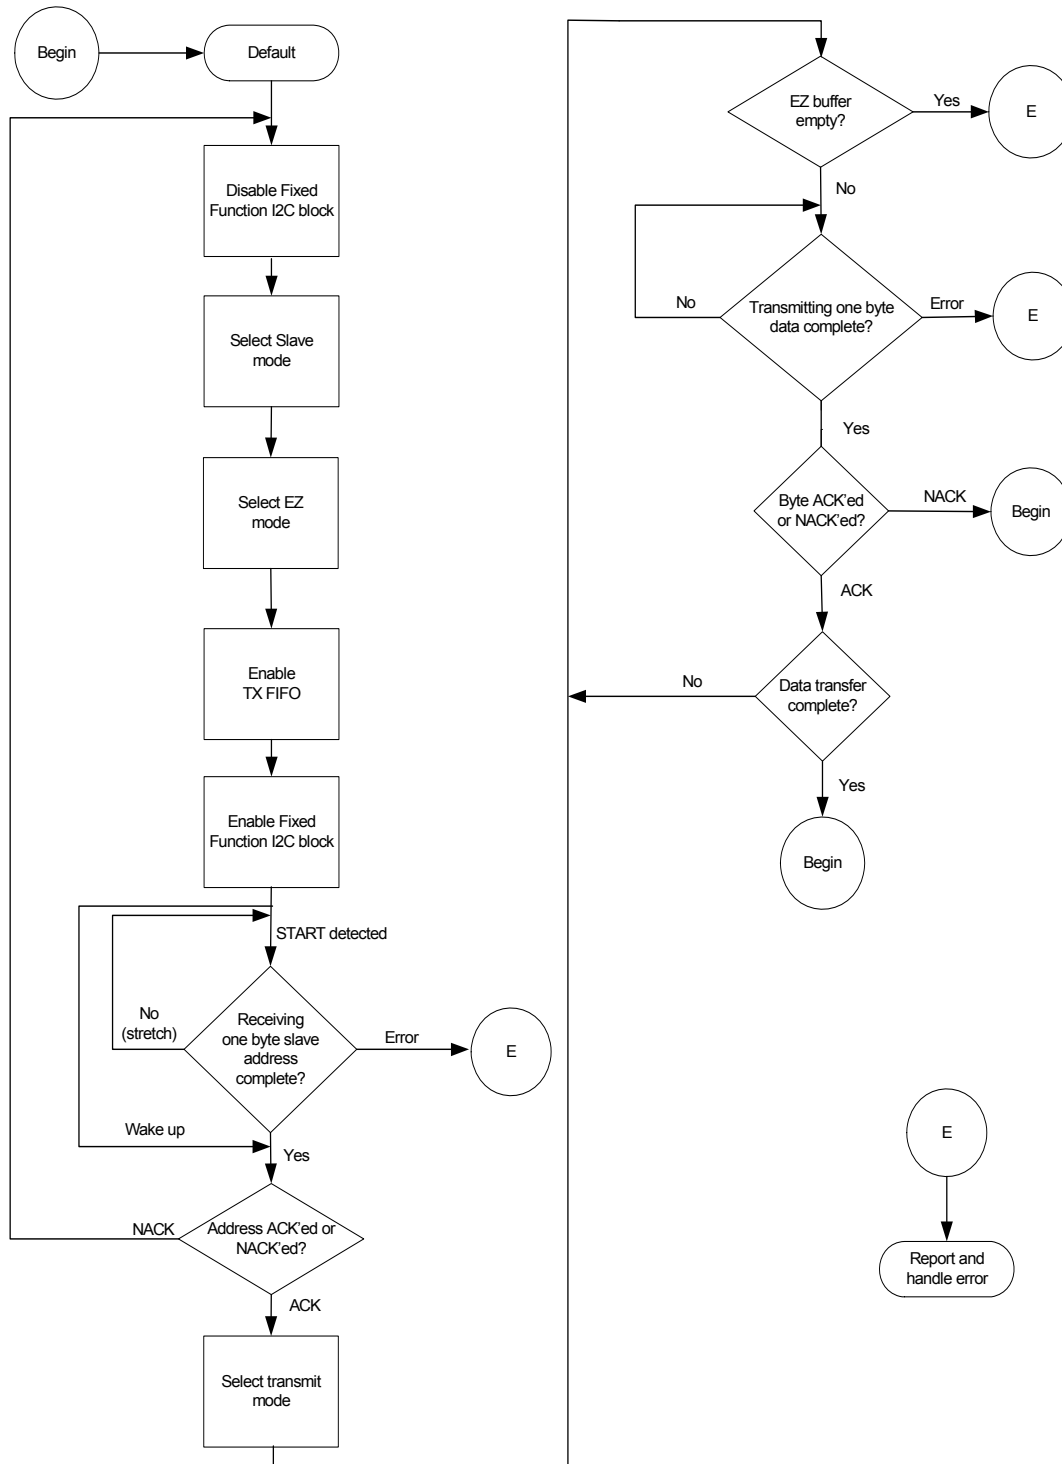 Begin
Default
Disable Fixed
Function I2C block
Select Slave
mode
Select EZ
mode
Enable
TX FIFO
Enable Fixed
Function I2C block
START detected
No
(stretch)
Receiving
one byte slave
address
complete?
Error
E
Wake up
Yes
NACK
Address ACK'ed or
NACK'ed?
ACK
Select transmit
mode
EZ buffer
empty?
Yes
E
No
No
Transmitting one byte
data complete?
Error
E
Yes
Byte ACK'ed
or NACK'ed?
NACK
Begin
ACK
No
Data transfer
complete?
Yes
Begin
E
Report and
handle error